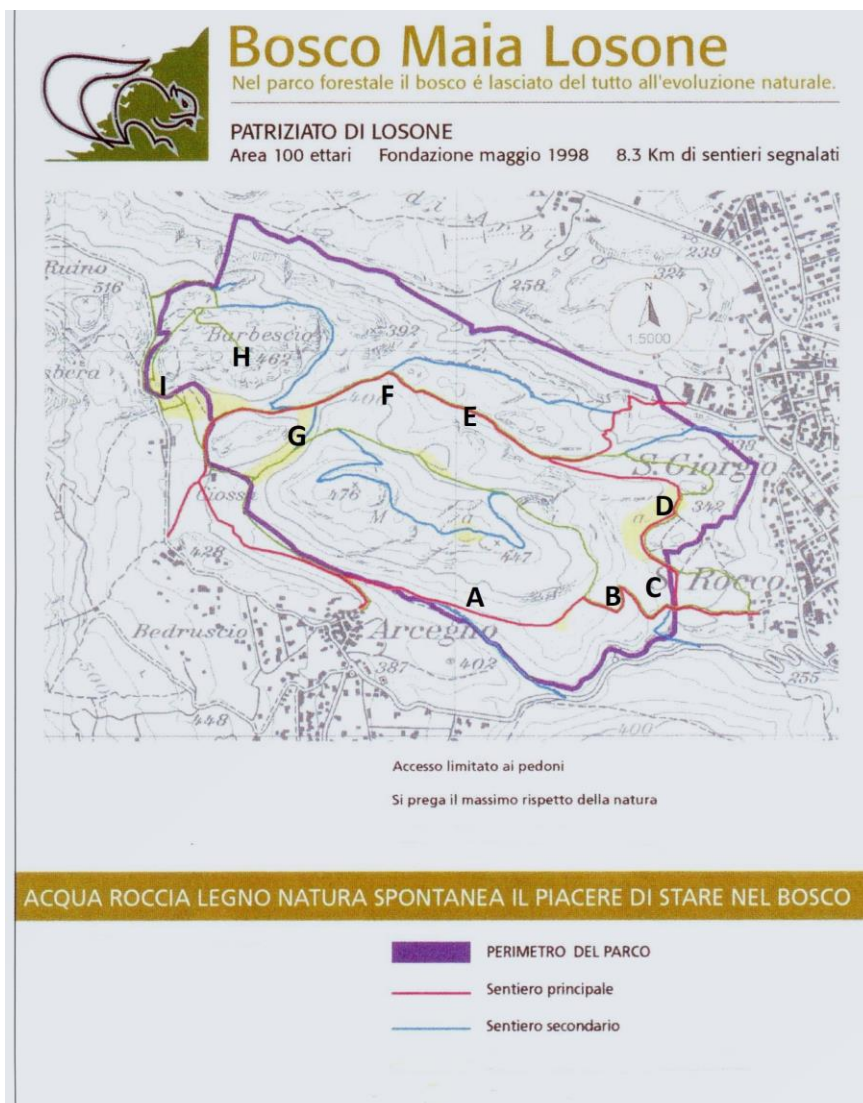 Bosco Maia Losone
Nel parco forestale il bosco é lasciato del tutto all'evoluzione naturale.
PATRIZIATO DI LOSONE
Area 100 ettari Fondazione maggio 1998 8.3 Km di sentieri segnalati
239
Ruino
516
258
324
1:5000
392
Barbescio
462
H
I
F
400
E
G
S. Giorgio
D
342
476
M
a
a
Ciossa
428
C
S. Rocco
B
A
Arcegno
Bedruscio
387
402
255
448
400
Accesso limitato ai pedoni
Si prega il massimo rispetto della natura
ACQUA ROCCIA LEGNO NATURA SPONTANEA IL PIACERE DI STARE NEL BOSCO
PERIMETRO DEL PARCO
Sentiero principale
Sentiero secondario